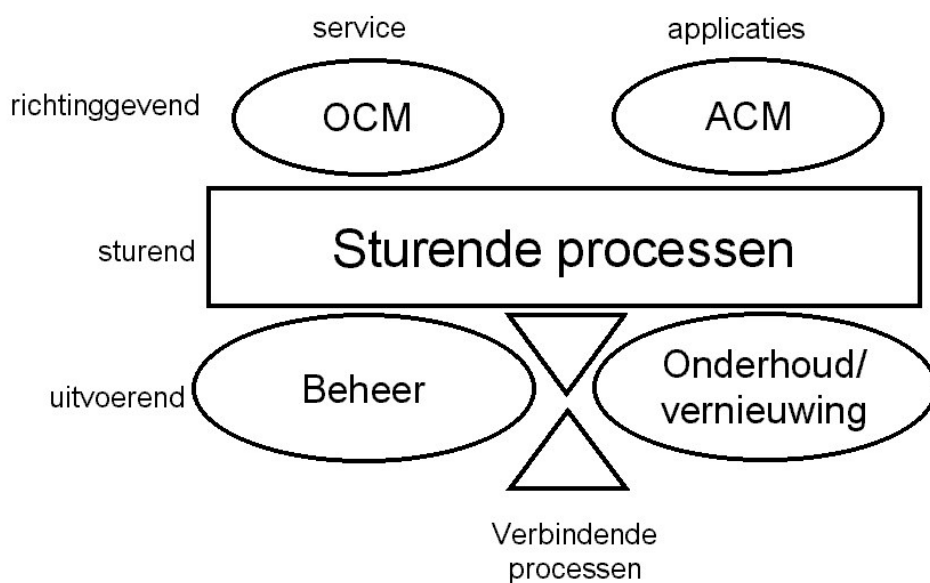 service
applicaties
richtinggevend
OCM
ACM
sturend
Sturende processen
uitvoerend
Beheer
Onderhoud/
vernieuwing
Verbindende
processen